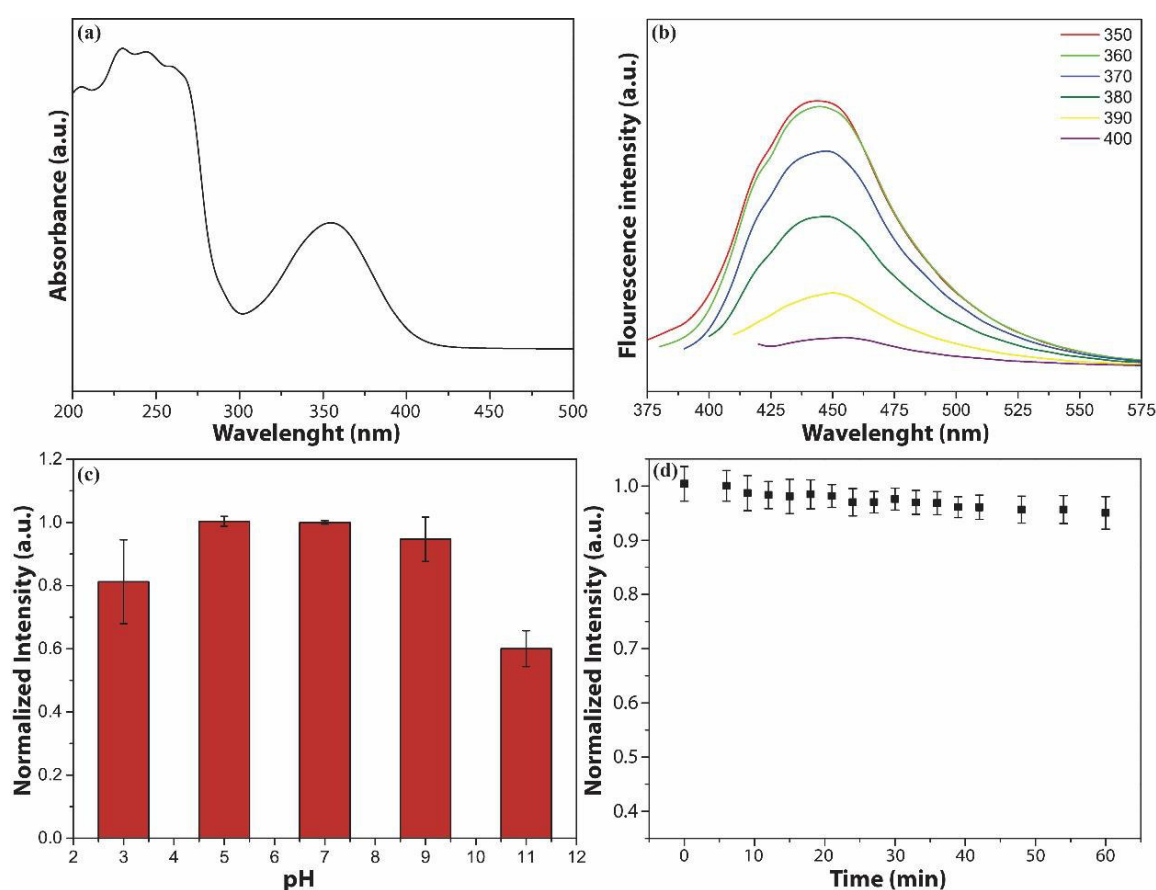 (a)
Absorbance (a.u.)
200 250 300 350 400 450 500
Wavelenght (nm)
(b)
350
360
370
380
390
400
Flourescence intensity (a.u.)
375 400 425 450 475 500 525 550 575
Wavelenght (nm)
(c)
1.2
1.0
0.8
0.6
0.4
0.2
0.0
Normalized Intensity (a.u.)
2 3 4 5 6 7 8 9 10 11 12
pH
(d)
1.0
0.9
0.8
0.7
0.6
0.5
0.4
Normalized Intensity (a.u.)
0 10 20 30 40 50 60
Time (min)